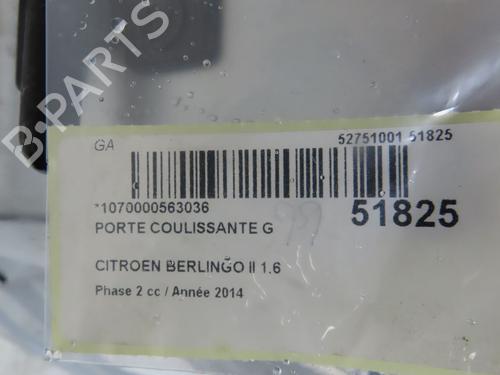 B-PARTS
GA
52751001 51825
*1070000563036
51825
PORTE COULISSANTE G
CITROEN BERLINGO II 1.6
Phase 2 cc / Année 2014